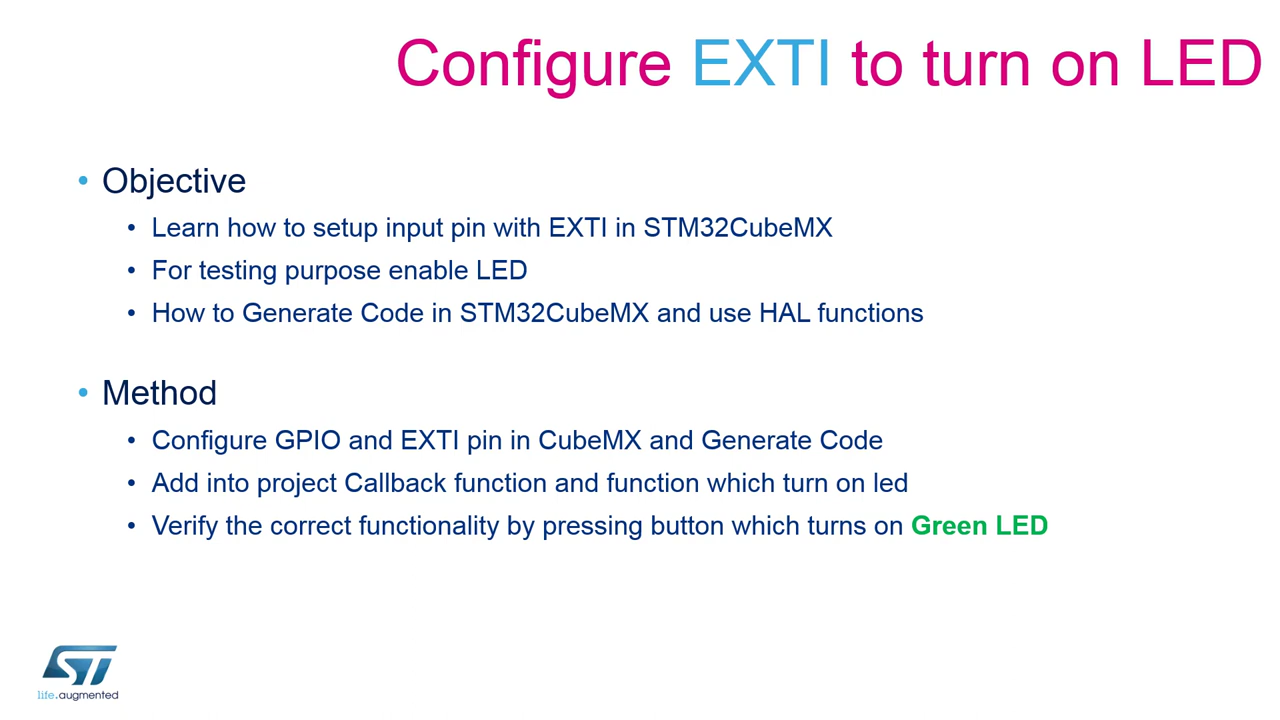 Configure EXTI to turn on LED
• Objective
• Learn how to setup input pin with EXTI in STM32CubeMX
• For testing purpose enable LED
• How to Generate Code in STM32CubeMX and use HAL functions
• Method
• Configure GPIO and EXTI pin in CubeMX and Generate Code
• Add into project Callback function and function which turn on led
• Verify the correct functionality by pressing button which turns on Green LED
ST
life.augmented